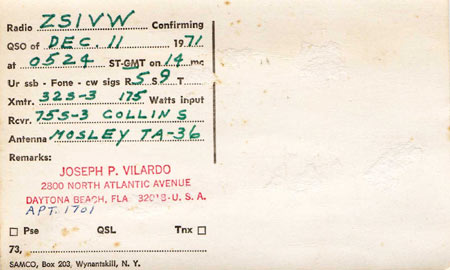 Radio ZS1VW Confirming
QSO of DEC. 11 1971
at 0524 ST-GMT on 14 mc
Ur ssb - Fone - cw sigs R 5 S 9 T
Xmtr. 32S-3 175 Watts input
Rcvr. 75S-3 COLLINS
Antenna MOSLEY TA-36
Remarks:
JOSEPH P. VILARDO
2800 NORTH ATLANTIC AVENUE
DAYTONA BEACH, FLA 32018- U. S. A.
APT. 1701
Pse QSL Tnx
73,
SAMCO, Box 203, Wynantskill, N. Y.